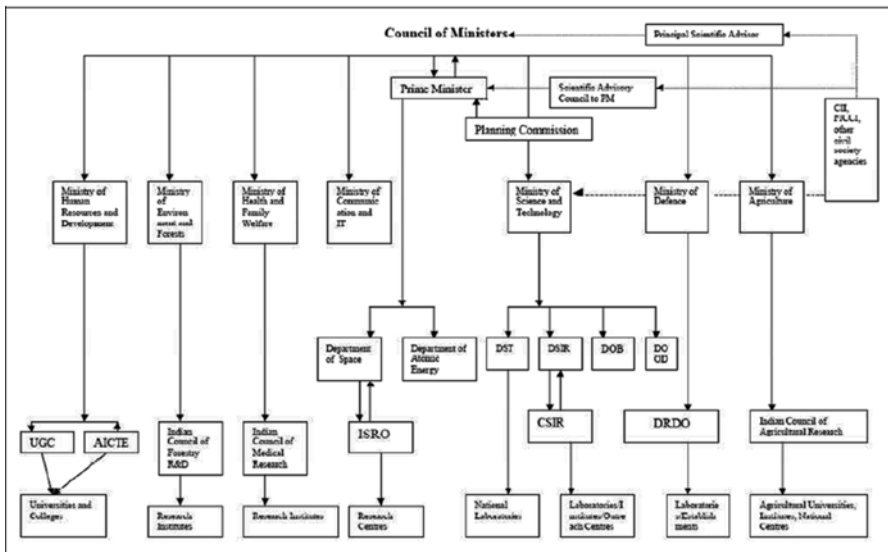 Council of Ministers
Principal Scientific Advisor
Prime Minister
Scientific Advisory
Council to PM
CII,
FICCI,
other
civil
society
agencies
Planning Commission
Ministry of
Human
Resources and
Development
Ministry
of
Environ
ment and
Forests
Ministry of
Health and
Family
Welfare
Ministry of
Communic
ation and
IT
Ministry of
Science and
Technology
Ministry of
Defence
Ministry of
Agriculture
Department
of Space
Department of
Atomic
Energy
DST
DSIR
DOB
DO
OD
UGC
AICTE
Indian
Council of
Forestry
R&D
Indian
Council of
Medical
Research
ISRO
CSIR
DRDO
Indian Council of
Agricultural Research
Universities and
Colleges
Research
Institutes
Research Institutes
Research
Centres
National
Laboratories
Laboratories/I
nstitutes/Outre
ach Centres
Laboratorie
s/Establish
ments
Agricultural Universities,
Institutes, National
Centres